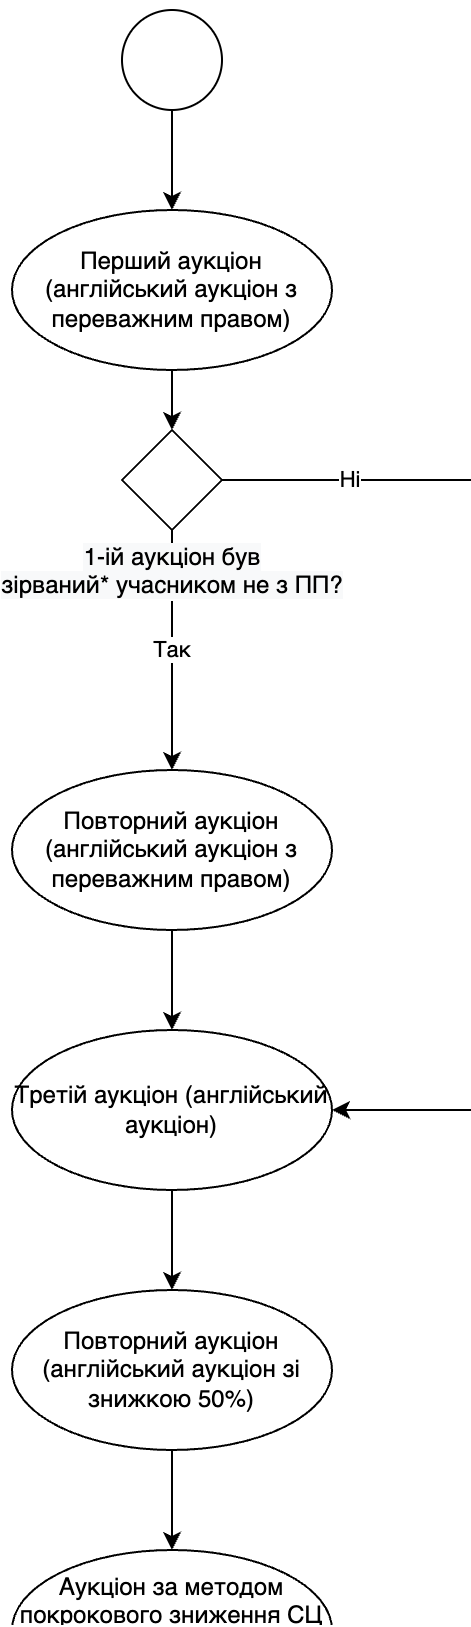 Перший аукціон
(англійський аукціон з
переважним правом)
Ні
1-ій аукціон був
зірваний* учасником не з ПП?
Так
Повторний аукціон
(англійський аукціон з
переважним правом)
Третій аукціон (англійський
аукціон)
Повторний аукціон
(англійський аукціон зі
знижкою 50%)
Аукціон за методом
покрокового зниження СЦ